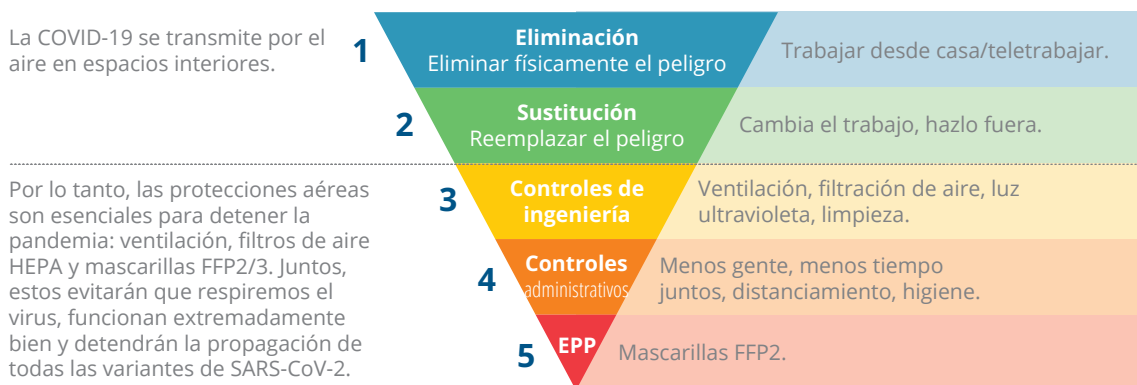 La COVID-19 se transmite por el
aire en espacios interiores.
1
Eliminación
Eliminar físicamente el peligro
Trabajar desde casa/teletrabajar.
2
Sustitución
Reemplazar el peligro
Cambia el trabajo, hazlo fuera.
Por lo tanto, las protecciones aéreas
son esenciales para detener la
pandemia: ventilación, filtros de aire
HEPA y mascarillas FFP2/3. Juntos,
estos evitarán que respiremos el
virus, funcionan extremadamente
bien y detendrán la propagación de
todas las variantes de SARS-CoV-2.
3
Controles de
ingeniería
Ventilación, filtración de aire, luz
ultravioleta, limpieza.
4
Controles
administrativos
Menos gente, menos tiempo
juntos, distanciamiento, higiene.
5
EPP
Mascarillas FFP2.